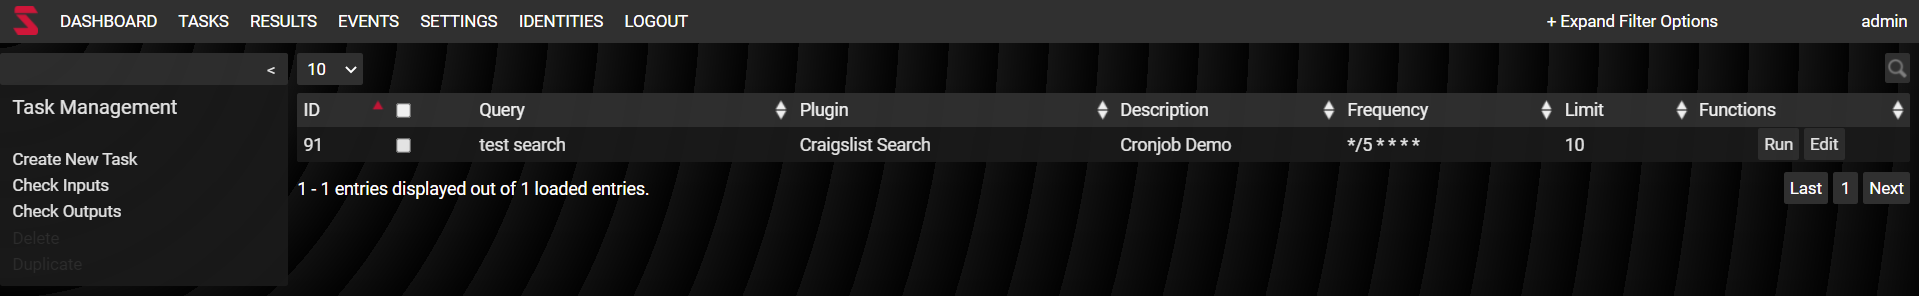 DASHBOARD TASKS RESULTS EVENTS SETTINGS IDENTITIES LOGOUT + Expand Filter Options admin
< 10
Task Management
Create New Task
Check Inputs
Check Outputs
Delete
Duplicate
ID Query Plugin Description Frequency Limit Functions
91 test search Craigslist Search Cronjob Demo */5 * * * * 10 Run Edit
1 - 1 entries displayed out of 1 loaded entries. Last 1 Next